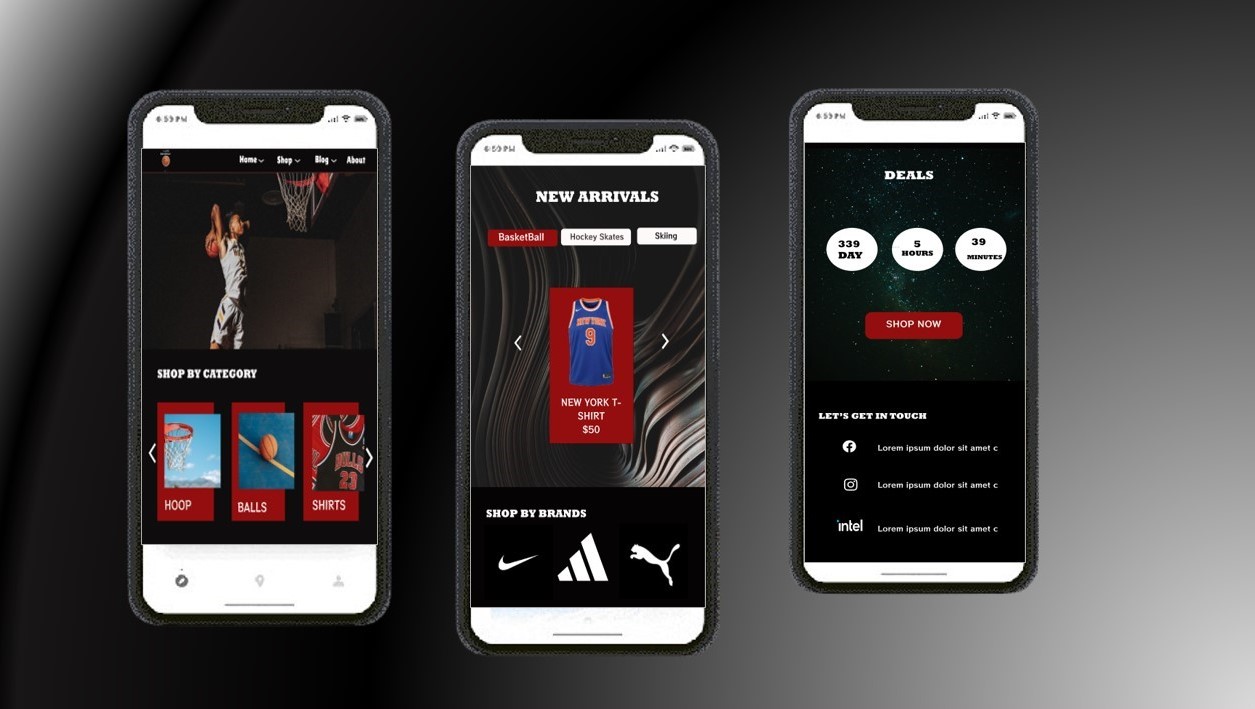 6:53 PM
Home Shop Blog About
SHOP BY CATEGORY
BULLS
23
HOOP BALLS SHIRTS
6:53 PM
NEW ARRIVALS
BasketBall Hockey Skates Skiing
NEW YORK
9
NEW YORK T-
SHIRT
$50
SHOP BY BRANDS
6:53 PM
DEALS
339 5 39
DAY HOURS MINUTES
SHOP NOW
LET'S GET IN TOUCH
Lorem ipsum dolor sit amet c
Lorem ipsum dolor sit amet c
intel Lorem ipsum dolor sit amet c